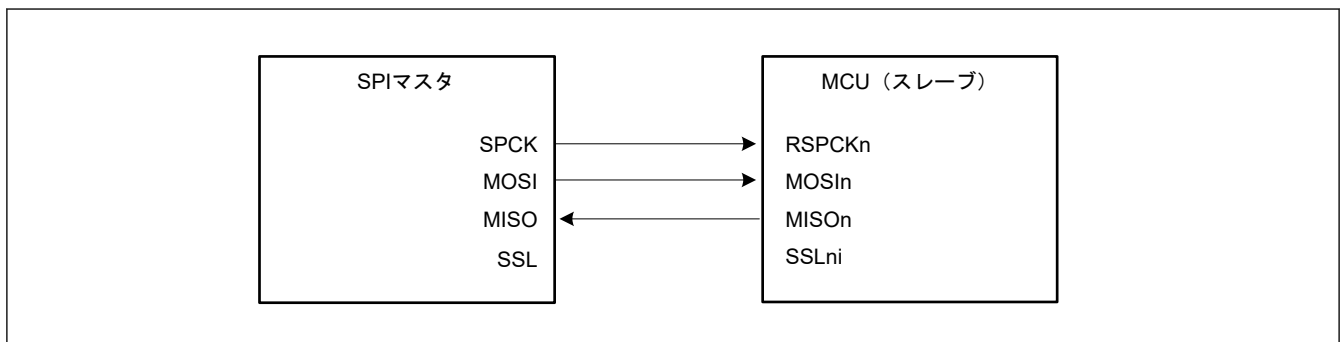 SPIマスタ
SPCK
MOSI
MISO
SSL
MCU（スレーブ）
RSPCKn
MOSIn
MISOn
SSLni